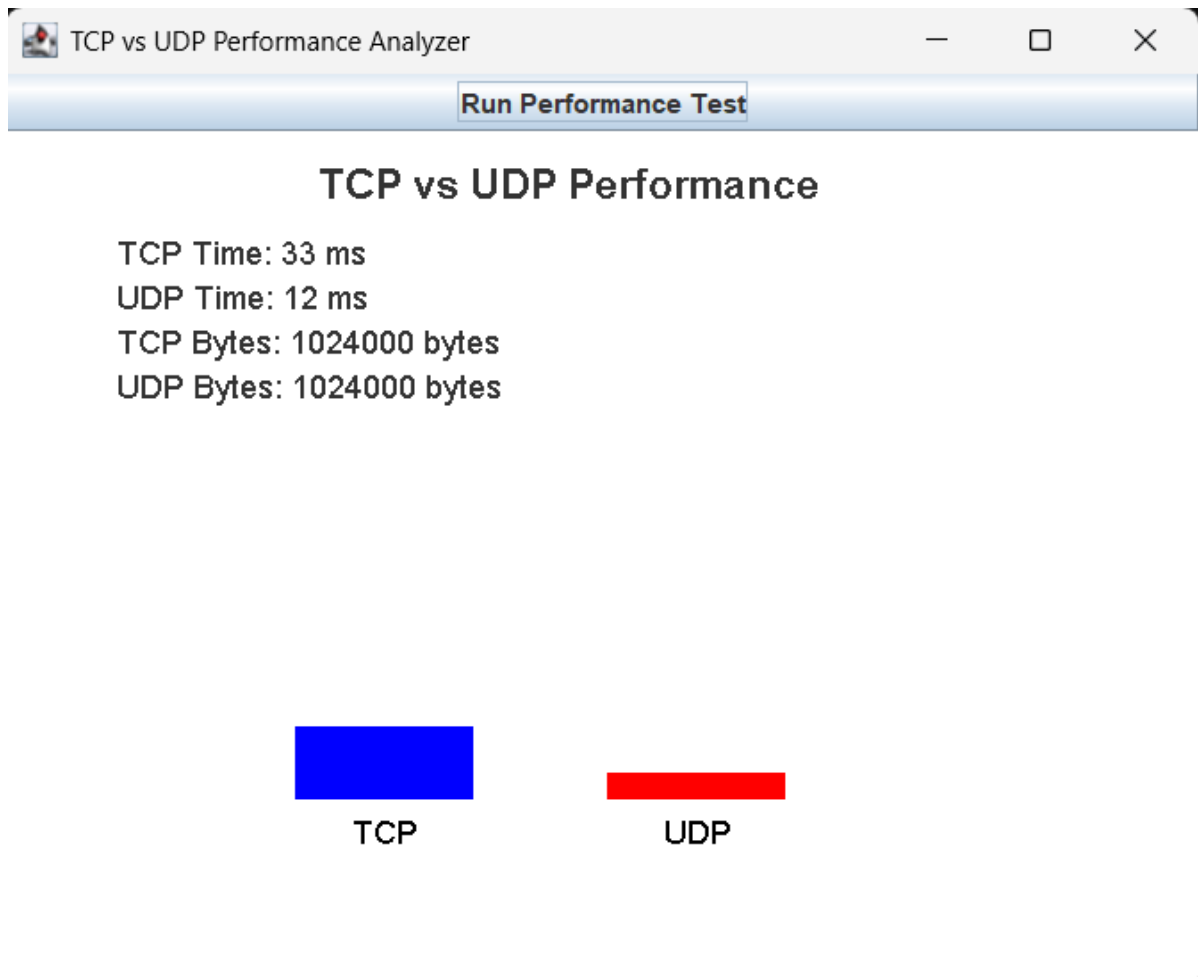 TCP vs UDP Performance Analyzer
Run Performance Test
TCP vs UDP Performance
TCP Time: 33 ms
UDP Time: 12 ms
TCP Bytes: 1024000 bytes
UDP Bytes: 1024000 bytes
TCP UDP